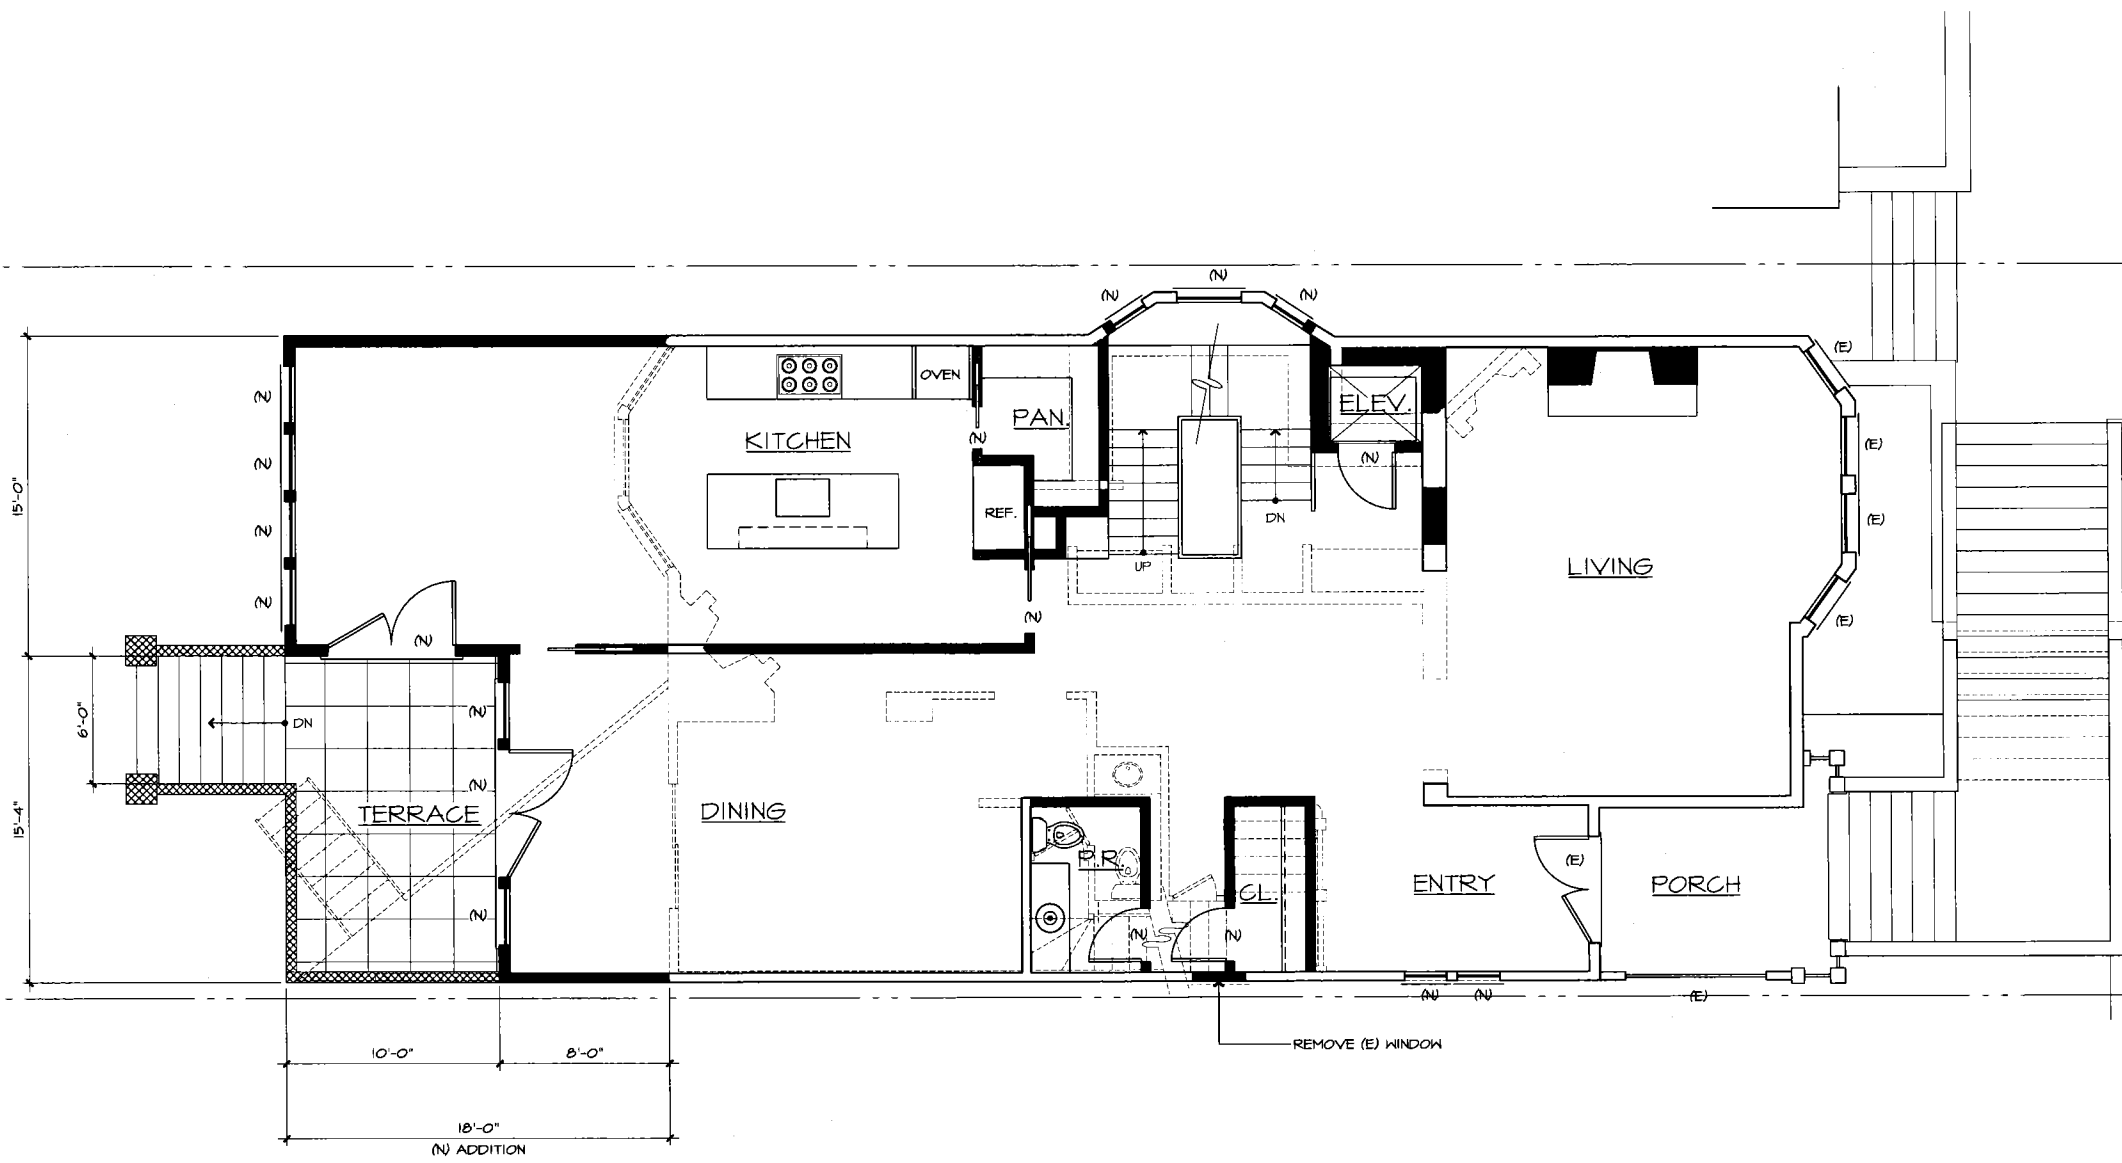 (N)
(N)
(N)
(E)
OVEN
(N)
ELEV.
PAN.
KITCHEN
(N)
(E)
(N)
(N)
15'-0"
REF.
DN
(E)
(N)
UP
LIVING
(N)
(N)
(N)
(E)
6'-0"
DN
(N)
(N)
TERRACE
DINING
15'-4"
P.R.
(E)
CL.
ENTRY
PORCH
(N)
(N)
(N)
(N)
(N)
(E)
REMOVE (E) WINDOW
10'-0"
8'-0"
18'-0"
(N) ADDITION